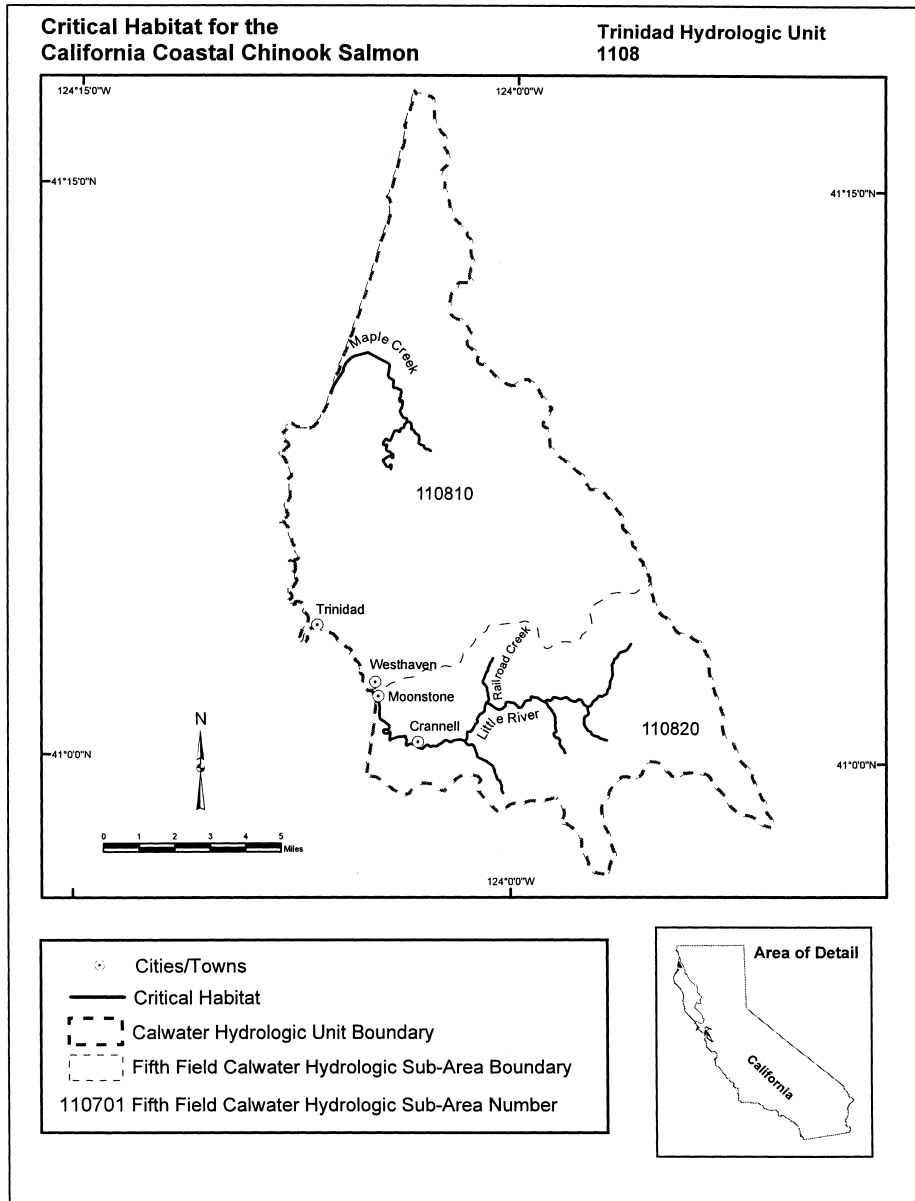 Critical Habitat for the
California Coastal Chinook Salmon
Trinidad Hydrologic Unit
1108
124°15'0"W
124°0'0"W
41°15'0"N
41°15'0"N
Maple Creek
110810
Trinidad
Westhaven
Moonstone
Crannell
Railroad Creek
Little River
110820
41°0'0"N
41°0'0"N
N
0 1 2 3 4 5
Miles
124°0'0"W
Cities/Towns
Critical Habitat
Calwater Hydrologic Unit Boundary
Fifth Field Calwater Hydrologic Sub-Area Boundary
110701 Fifth Field Calwater Hydrologic Sub-Area Number
Area of Detail
California